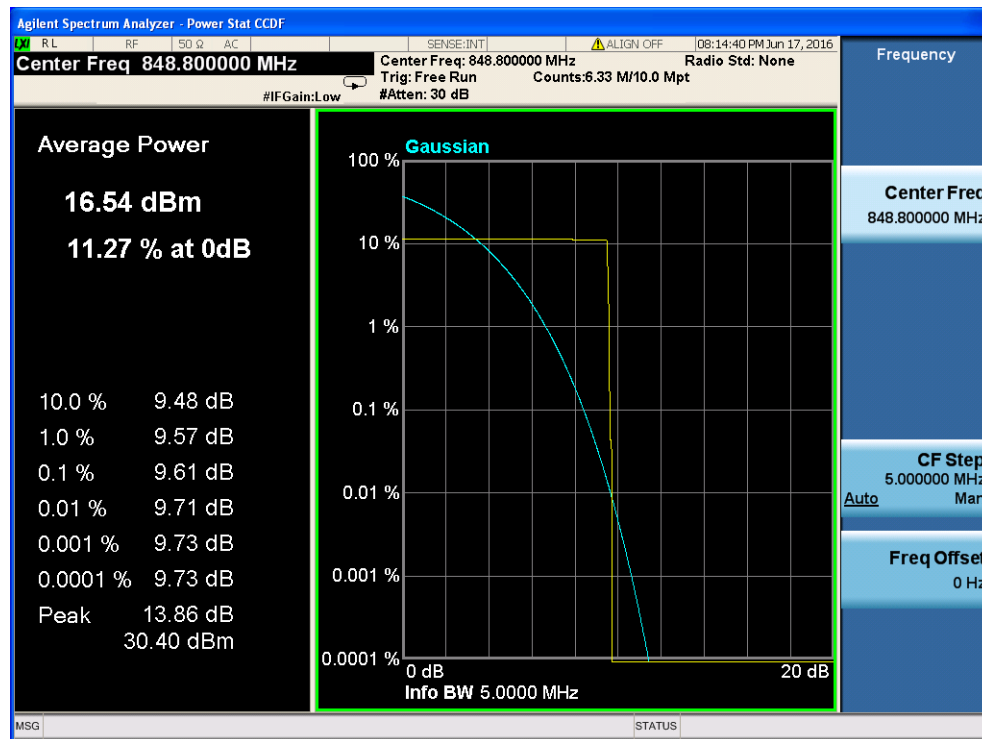 Agilent Spectrum Analyzer - Power Stat CCDF
LXI RL RF 50 Ω AC SENSE:INT ALIGN OFF 08:14:40 PM Jun 17, 2016
Center Freq 848.800000 MHz
Center Freq: 848.800000 MHz Radio Std: None
Trig: Free Run Counts:6.33 M/10.0 Mpt
#IFGain:Low #Atten: 30 dB
Frequency
Average Power
16.54 dBm
11.27 % at 0dB
10.0 % 9.48 dB
1.0 % 9.57 dB
0.1 % 9.61 dB
0.01 % 9.71 dB
0.001 % 9.73 dB
0.0001 % 9.73 dB
Peak 13.86 dB
30.40 dBm
Gaussian
100 %
10 %
1 %
0.1 %
0.01 %
0.001 %
0.0001 %
0 dB 20 dB
Info BW 5.0000 MHz
Center Freq
848.800000 MHz
CF Step
5.000000 MHz
Auto Man
Freq Offset
0 Hz
MSG STATUS